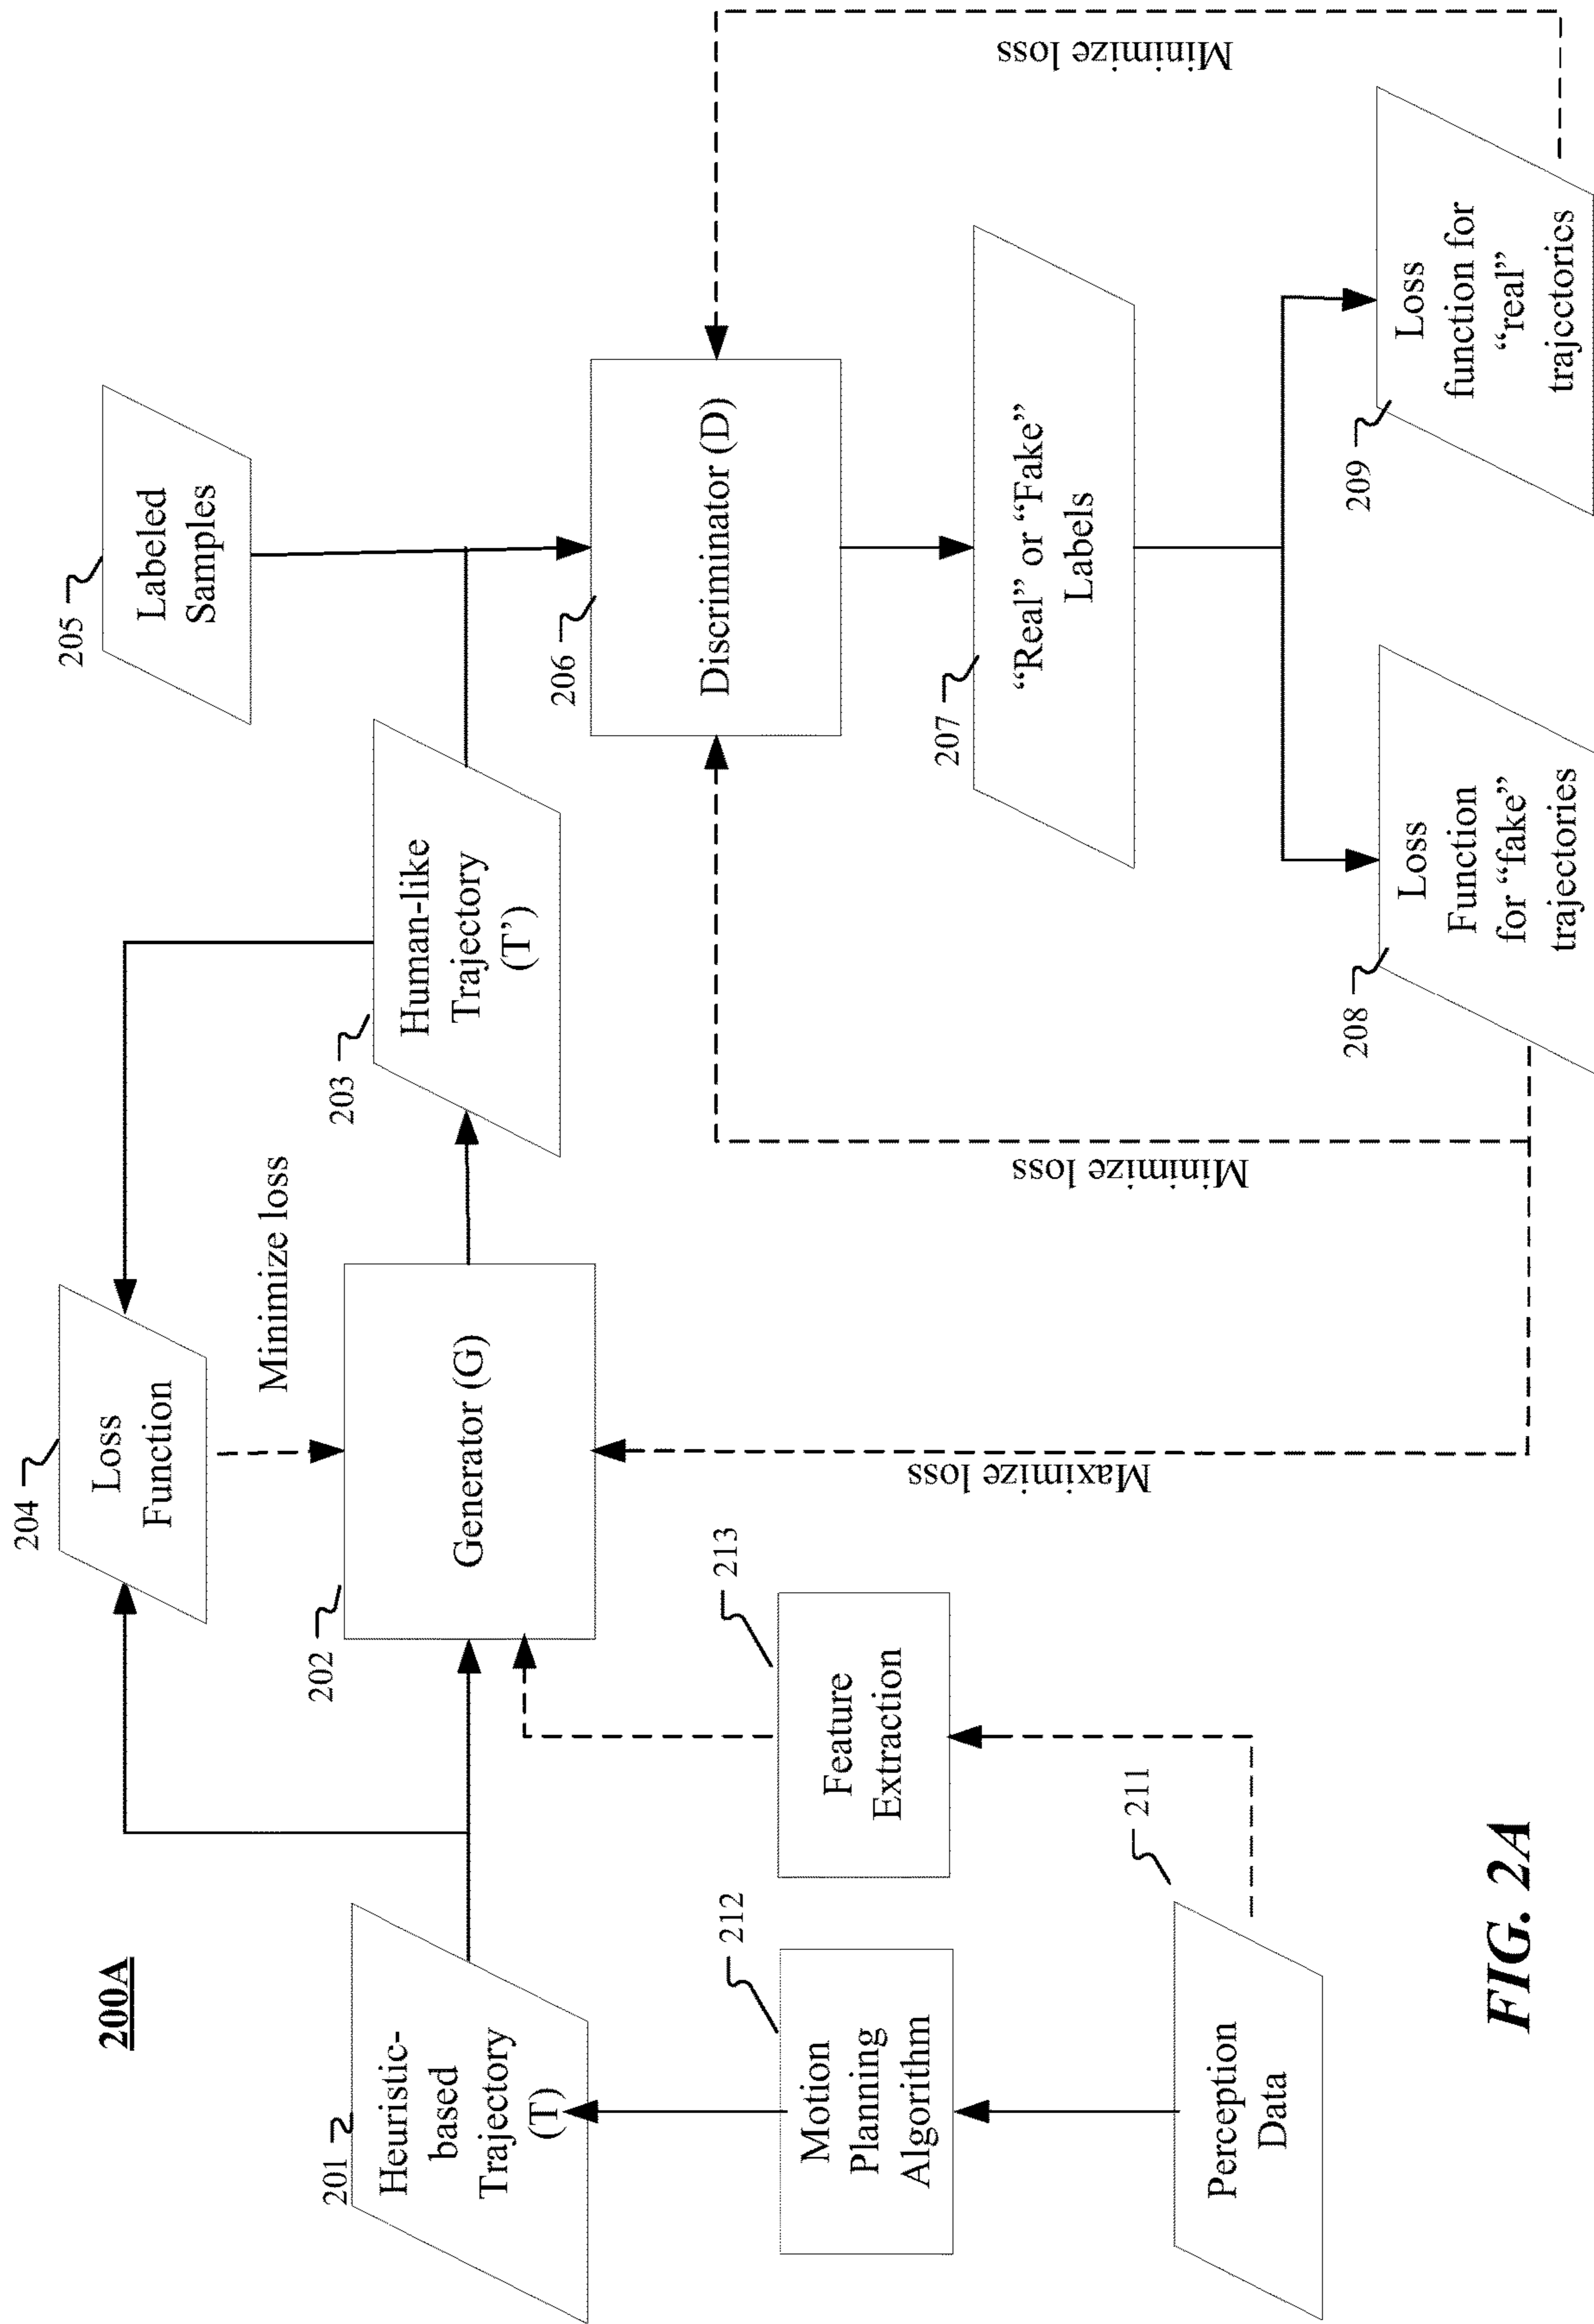 200A
204
Loss
Function
205
Labeled
Samples
Minimize loss
201
Heuristic-
based
Trajectory
(T)
202
Generator (G)
203
Human-like
Trajectory
(T’)
206
Discriminator (D)
212
Motion
Planning
Algorithm
213
Feature
Extraction
Maximize loss
Minimize loss
Minimize loss
207
“Real” or “Fake”
Labels
211
Perception
Data
208
Loss
Function
for “fake”
trajectories
209
Loss
function for
“real”
trajectories
FIG. 2A